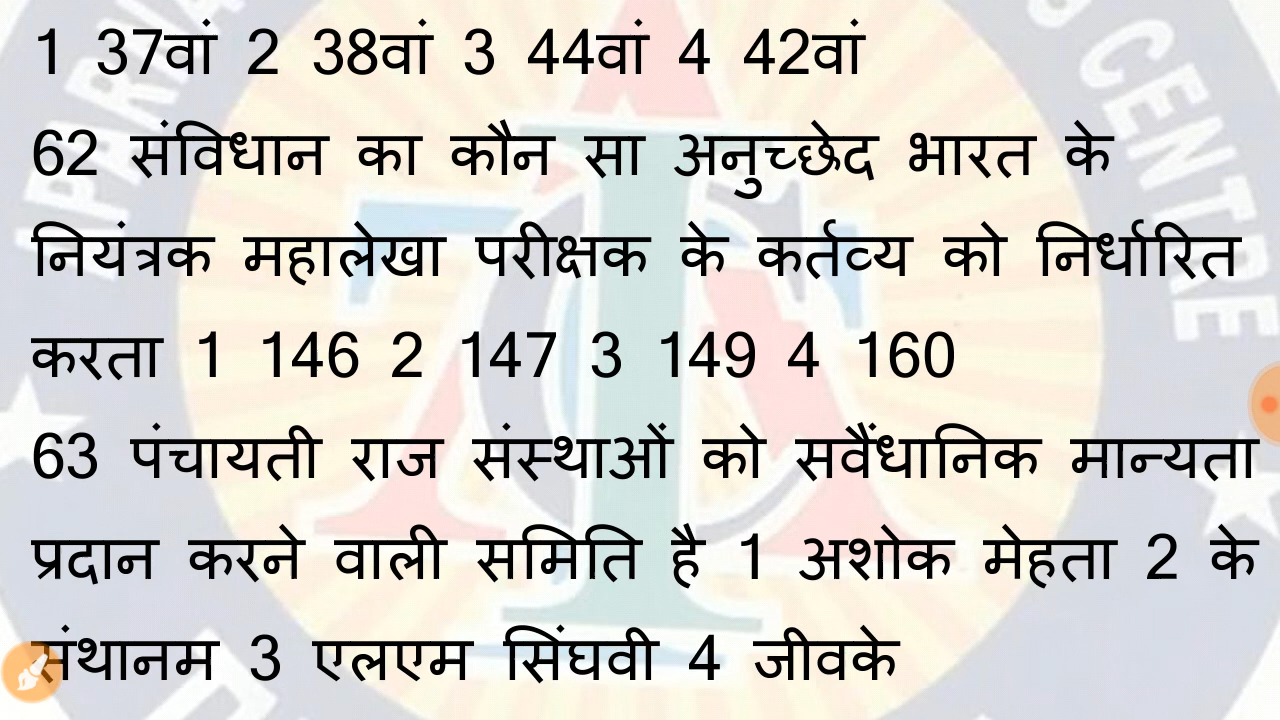 1 37वां 2 38वां 3 44वां 4 42वां
62 संविधान का कौन सा अनुच्छेद भारत के
नियंत्रक महालेखा परीक्षक के कर्तव्य को निर्धारित
करता 1 146 2 147 3 149 4 160
63 पंचायती राज संस्थाओं को सवैंधानिक मान्यता
प्रदान करने वाली समिति है 1 अशोक मेहता 2 के
संथानम 3 एलएम सिंघवी 4 जीवके
CENTRE